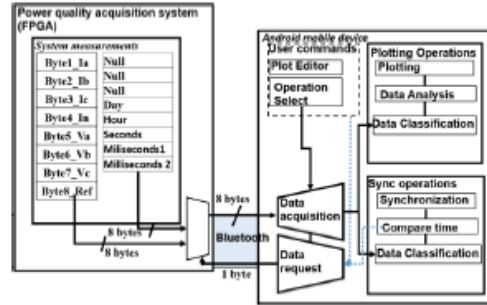 Power quality acquisition system
(FPGA)
System measurements
Byte1_Ia
Byte2_Ib
Byte3_Ic
Byte4_In
Byte5_Va
Byte6_Vb
Byte7_Vc
Byte8_Ref
Null
Null
Null
Day
Hour
Seconds
Miliseconds1
Milliseconds 2
8 bytes
8 bytes
8 bytes
Bluetooth
1 byte
Android mobile device
User commands
Plot Editor
Operation
Select
Data
acquisition
Data
request
Plotting Operations
Plotting
Data Analysis
Data Classification
Sync operations
Synchronization
Compare time
Data Classification